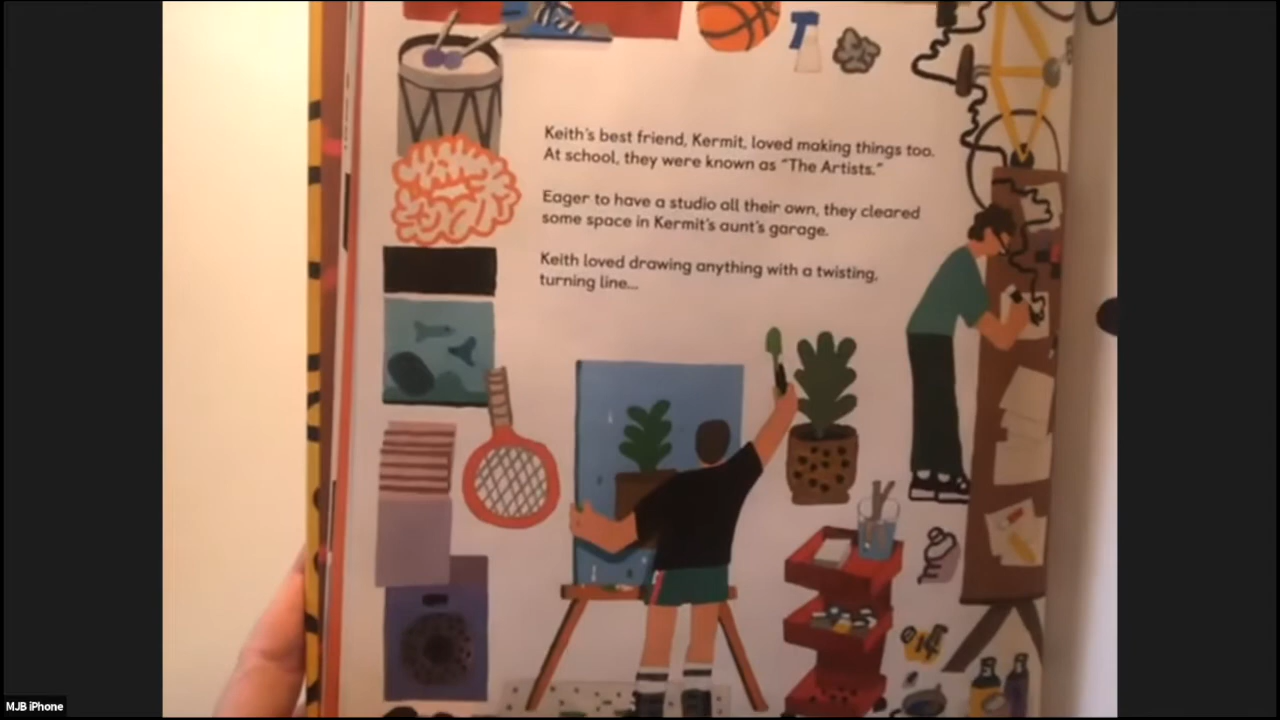 Keith's best friend, Kermit, loved making things too.
At school, they were known as "The Artists."
Eager to have a studio all their own, they cleared
some space in Kermit's aunt's garage.
Keith loved drawing anything with a twisting,
turning line...
MJB iPhone